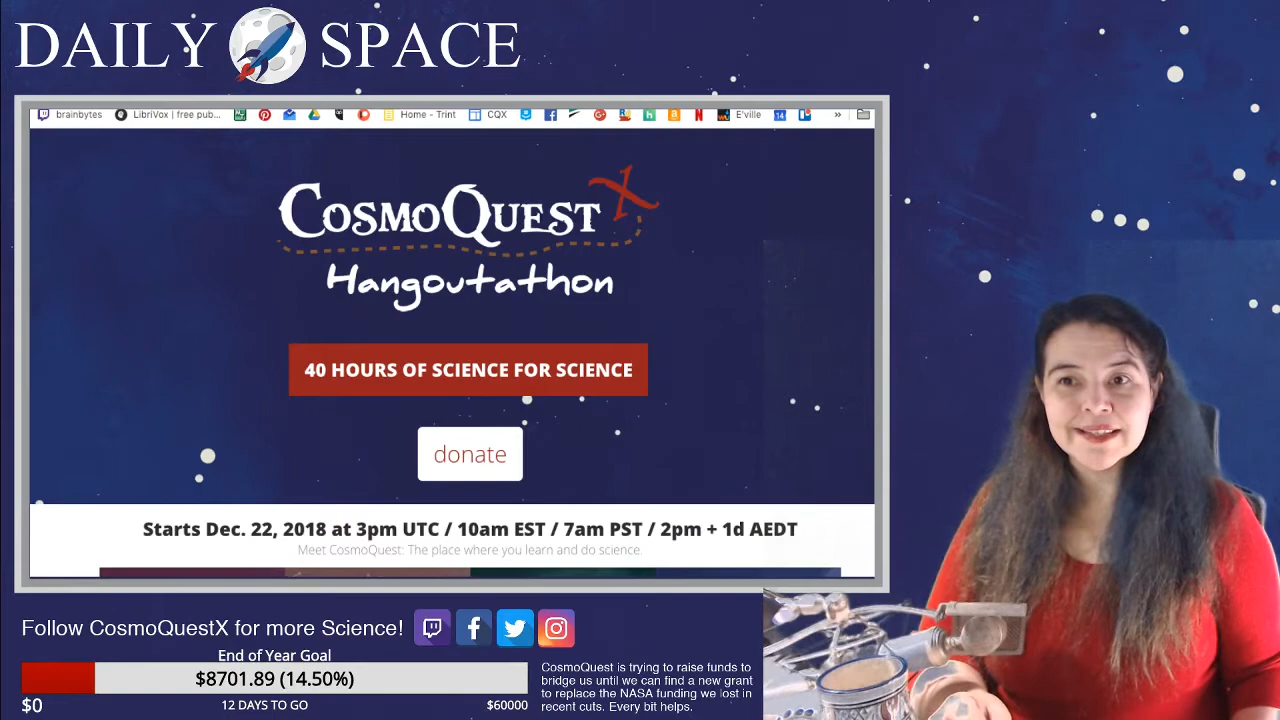 DAILY SPACE
brainbytes LibriVox | free pub... Home - Trint CQX E'ville 14 »
COSMOQUEST X
Hangoutathon
40 HOURS OF SCIENCE FOR SCIENCE
donate
Starts Dec. 22, 2018 at 3pm UTC / 10am EST / 7am PST / 2pm + 1d AEDT
Meet CosmoQuest: The place where you learn and do science.
Follow CosmoQuestX for more Science!
End of Year Goal
$8701.89 (14.50%)
$0 12 DAYS TO GO $60000
CosmoQuest is trying to raise funds to
bridge us until we can find a new grant
to replace the NASA funding we lost in
recent cuts. Every bit helps.